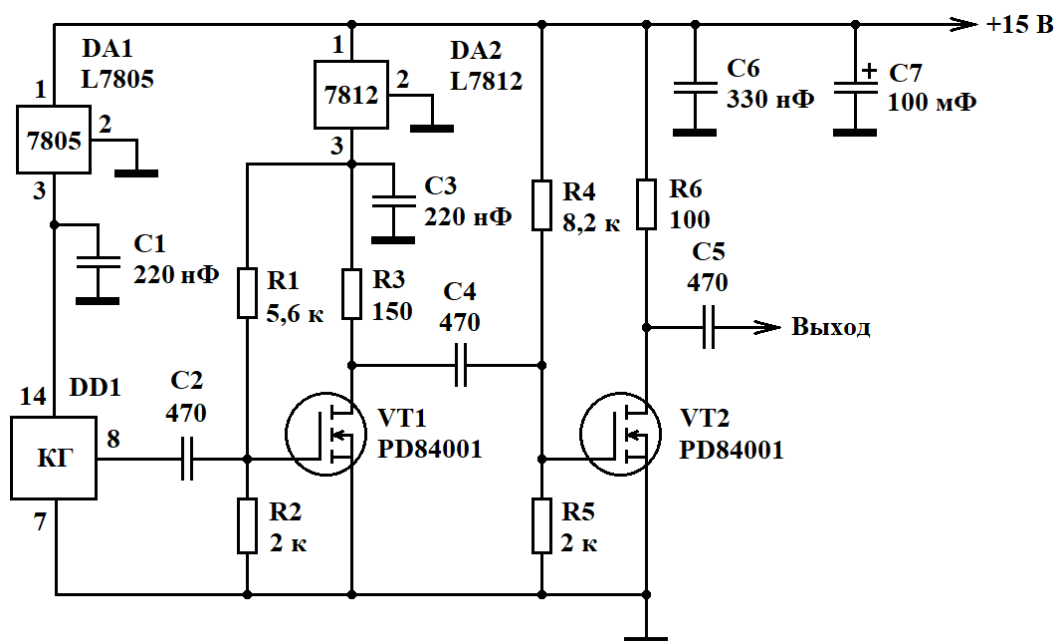 +15 В
DA1
L7805
1
7805
2
3
C1
220 нФ
1
7812
2
3
DA2
L7812
C3
220 нФ
C6
330 нФ
+
C7
100 мФ
R1
5,6 к
R3
150
C4
470
R4
8,2 к
R6
100
C5
470
Выход
14
DD1
КГ
8
7
C2
470
VT1
PD84001
VT2
PD84001
R2
2 к
R5
2 к